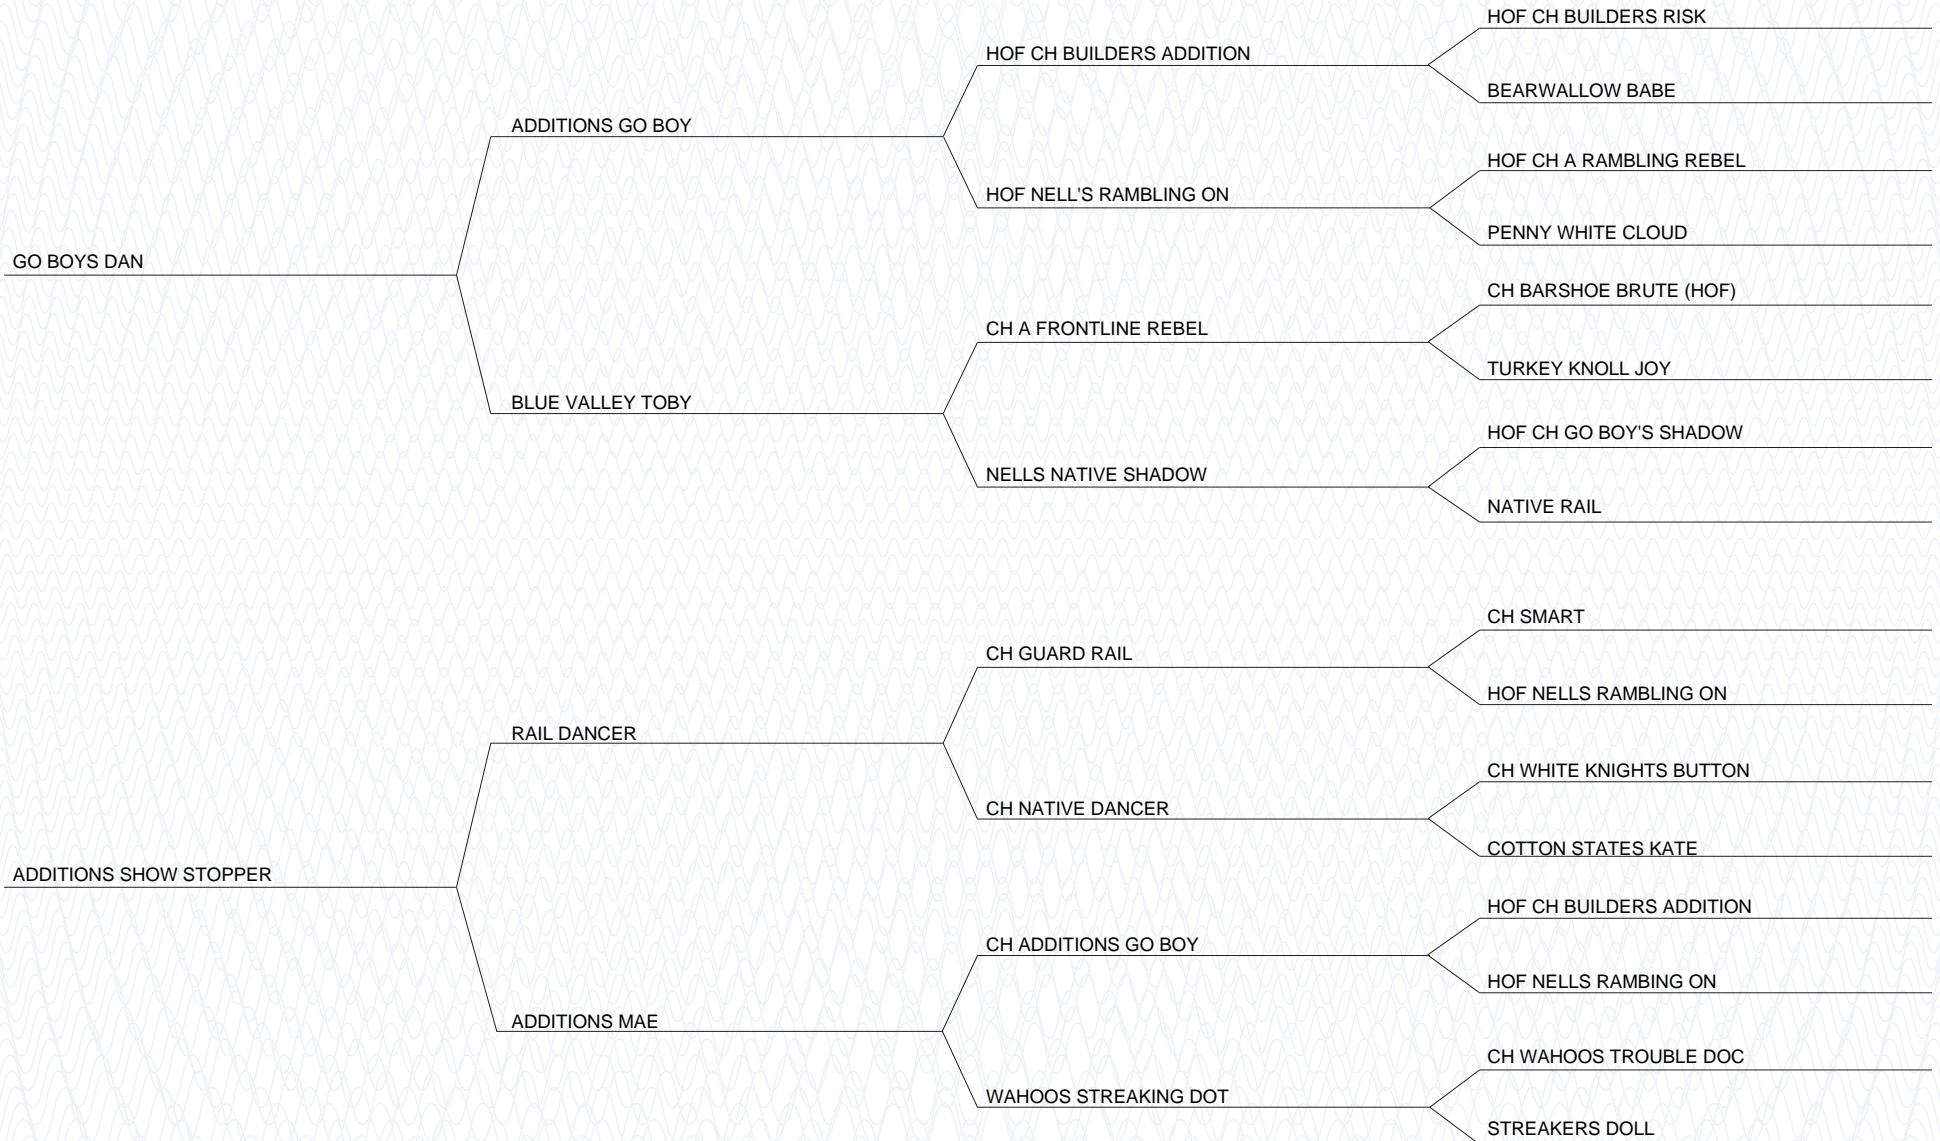 HOF CH BUILDERS RISK
HOF CH BUILDERS ADDITION
BEARWALLOW BABE
ADDITIONS GO BOY
HOF CH A RAMBLING REBEL
HOF NELL'S RAMBLING ON
PENNY WHITE CLOUD
GO BOYS DAN
CH BARSHOE BRUTE (HOF)
CH A FRONTLINE REBEL
TURKEY KNOLL JOY
BLUE VALLEY TOBY
HOF CH GO BOY'S SHADOW
NELLS NATIVE SHADOW
NATIVE RAIL
CH SMART
CH GUARD RAIL
HOF NELLS RAMBLING ON
RAIL DANCER
CH WHITE KNIGHTS BUTTON
CH NATIVE DANCER
COTTON STATES KATE
ADDITIONS SHOW STOPPER
HOF CH BUILDERS ADDITION
CH ADDITIONS GO BOY
HOF NELLS RAMBING ON
ADDITIONS MAE
CH WAHOOS TROUBLE DOC
WAHOOS STREAKING DOT
STREAKERS DOLL